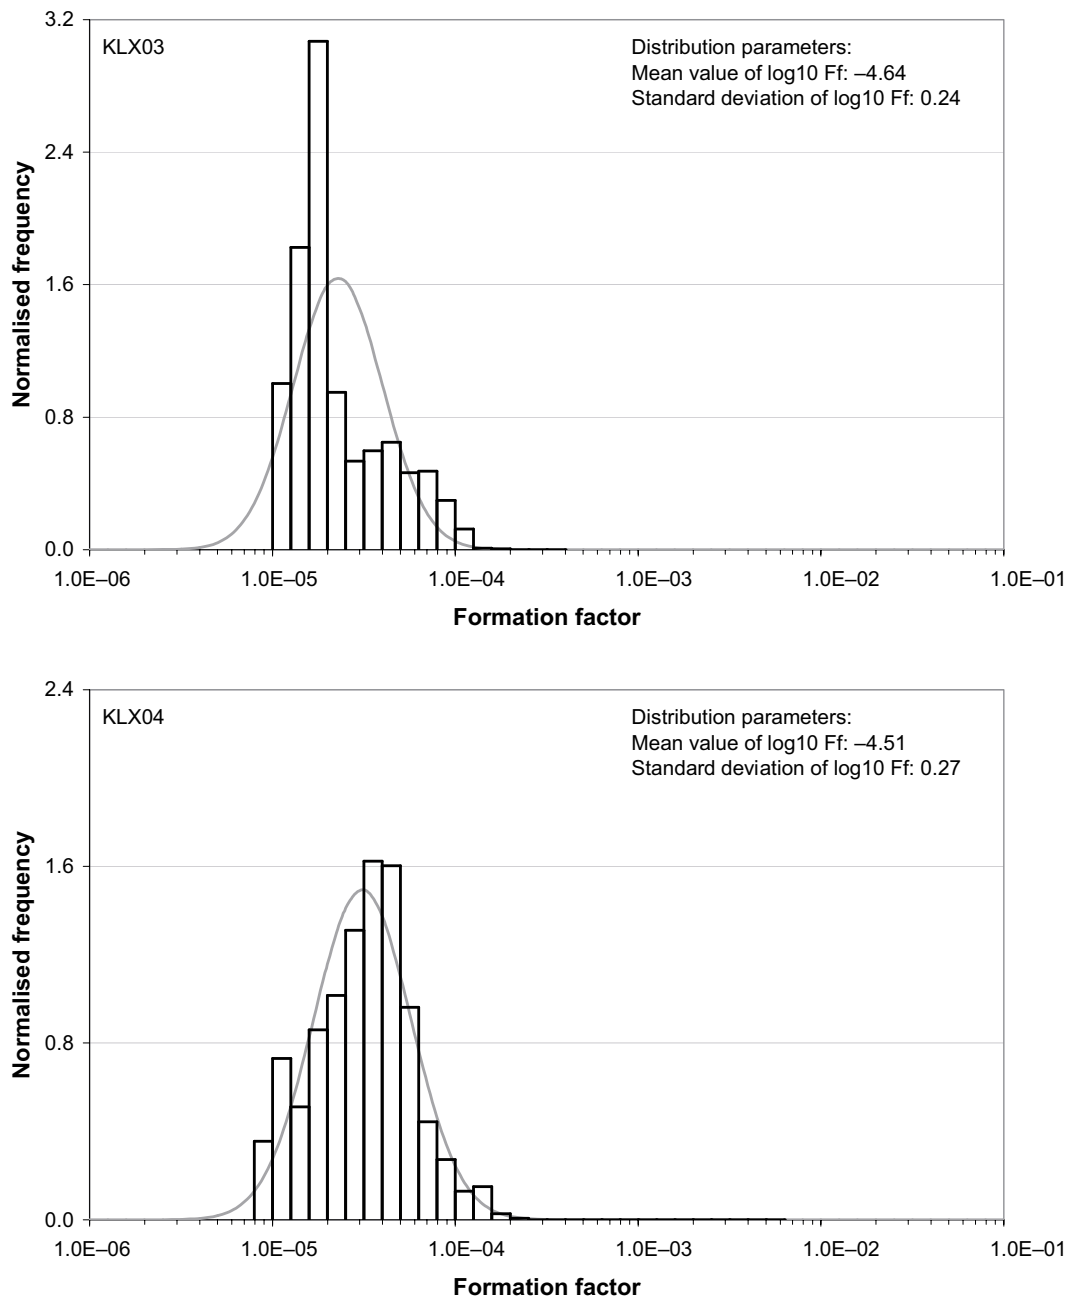 3.2
KLX03
Distribution parameters:
Mean value of log10 Ff: –4.64
Standard deviation of log10 Ff: 0.24
2.4
Normalised frequency
1.6
0.8
0.0
1.0E–06 1.0E–05 1.0E–04 1.0E–03 1.0E–02 1.0E–01
Formation factor
2.4
KLX04
Distribution parameters:
Mean value of log10 Ff: –4.51
Standard deviation of log10 Ff: 0.27
1.6
Normalised frequency
0.8
0.0
1.0E–06 1.0E–05 1.0E–04 1.0E–03 1.0E–02 1.0E–01
Formation factor